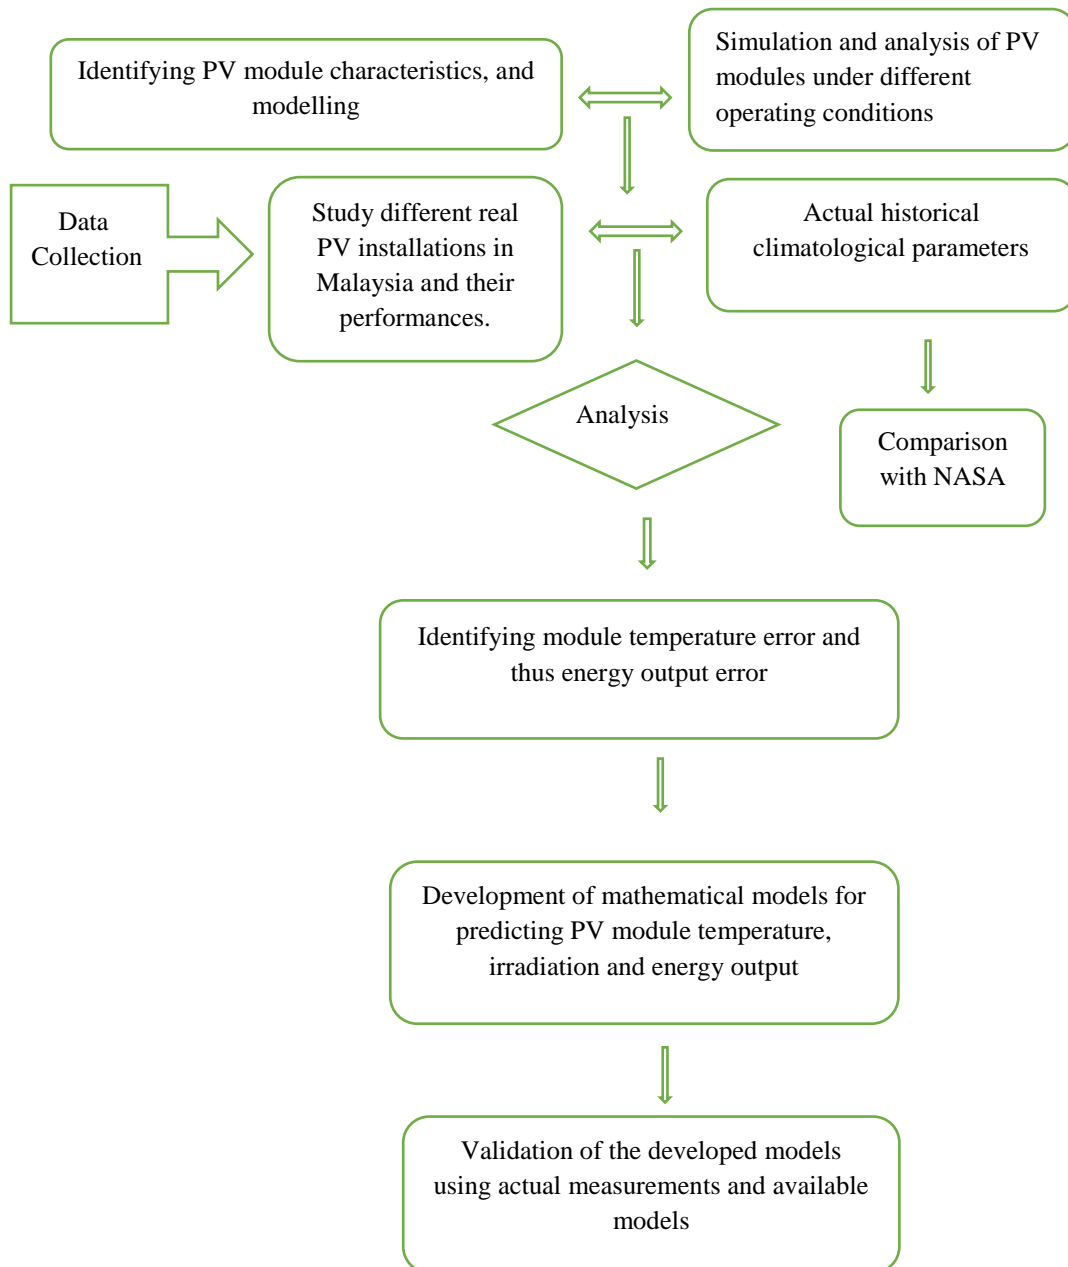 Identifying PV module characteristics, and
modelling
Simulation and analysis of PV
modules under different
operating conditions
Data
Collection
Study different real
PV installations in
Malaysia and their
performances.
Actual historical
climatological parameters
Analysis
Comparison
with NASA
Identifying module temperature error and
thus energy output error
Development of mathematical models for
predicting PV module temperature,
irradiation and energy output
Validation of the developed models
using actual measurements and available
models